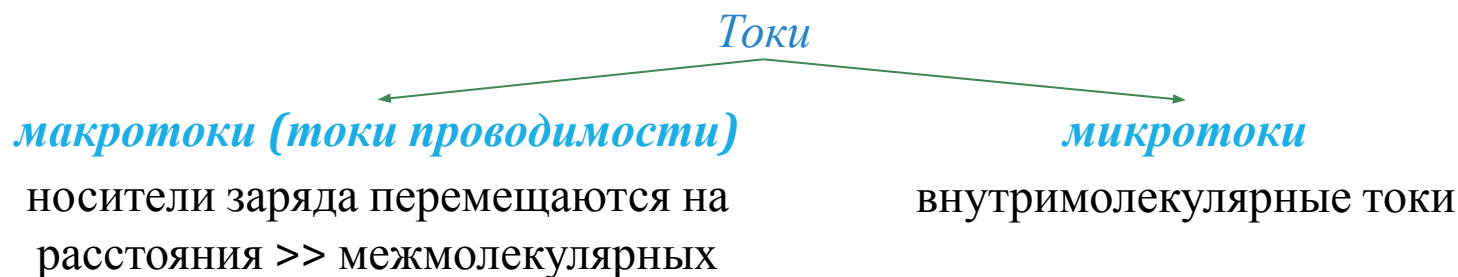 Токи
макротоки (токи проводимости)
микротоки
носители заряда перемещаются на
расстояния >> межмолекулярных
внутримолекулярные токи